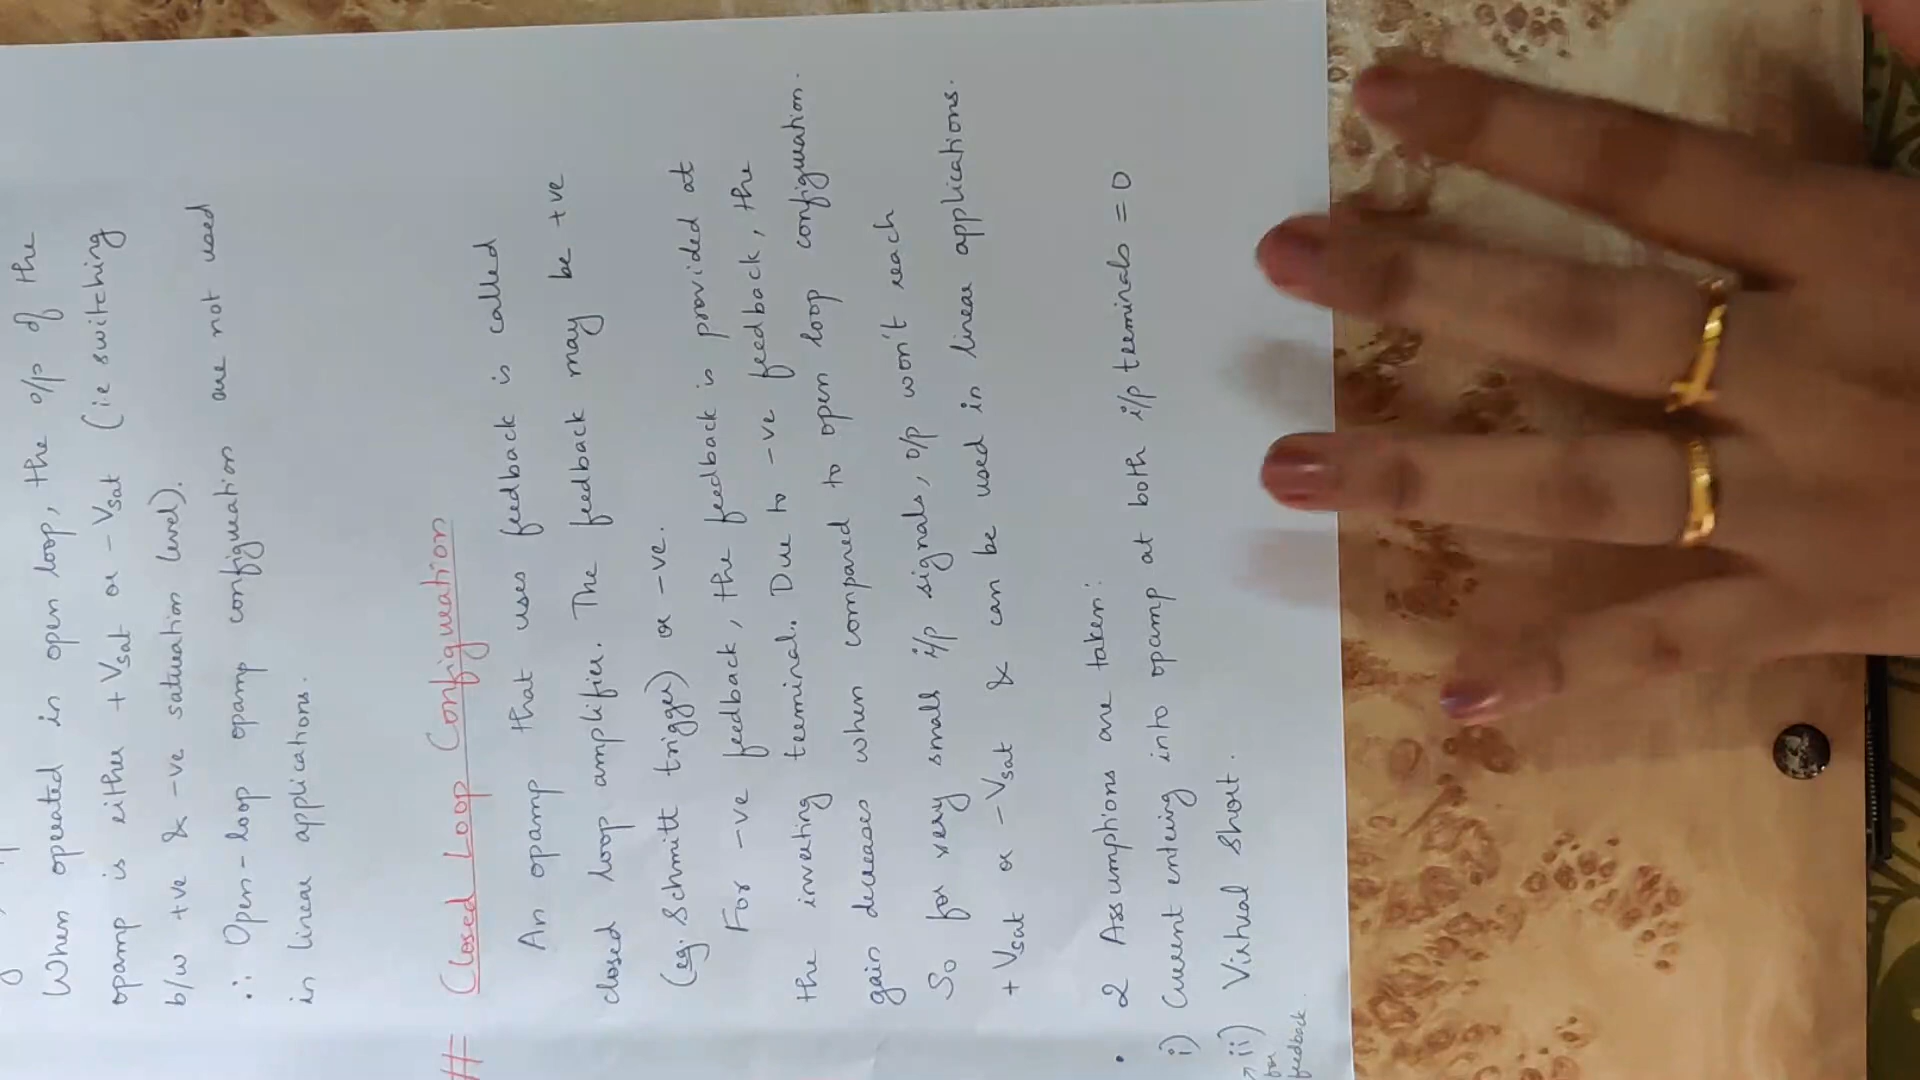 When operated in open loop, the o/p of the
opamp is either + Vsat or - Vsat (ie switching
b/w +ve & -ve saturation level).
∴ Open-loop opamp configuration are not used
in linear applications.
# Closed Loop Configuration
An opamp that uses feedback is called
closed loop amplifier. The feedback may be +ve
(eg. Schmitt trigger) or -ve.
For -ve feedback, the feedback is provided at
the inverting terminal. Due to -ve feedback, the
gain decreases when compared to open loop configuration.
So for very small i/p signals, o/p won't reach
+ Vsat or - Vsat & can be used in linear applications.
• 2 Assumptions are taken:
i) Current entering into opamp at both i/p terminals = 0
ii) Virtual Short.
for
feedback.